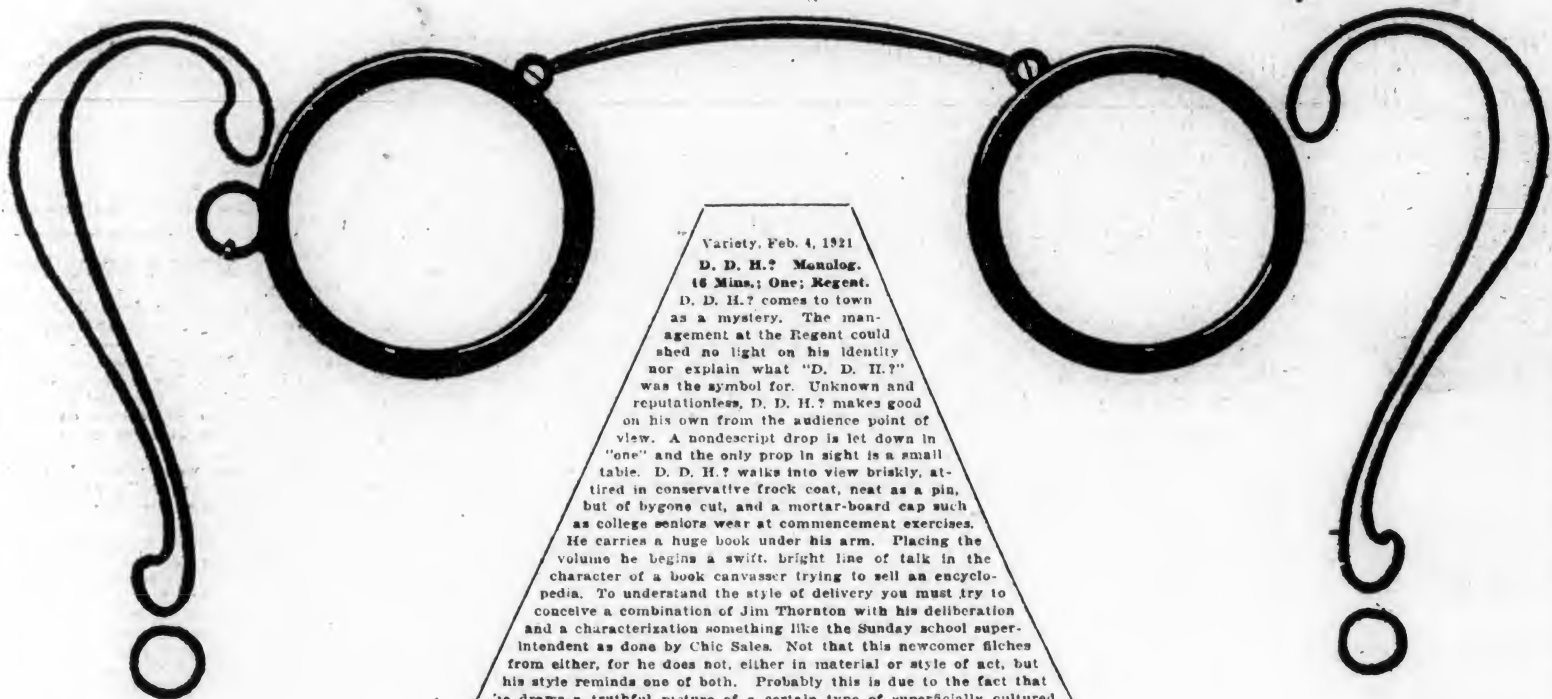 Variety, Feb. 4, 1921
D. D. H.? Monolog.
16 Mins.; One; Regent.
D. D. H.? comes to town
as a mystery. The man-
agement at the Regent could
shed no light on his identity
nor explain what "D. D. H.?"
was the symbol for. Unknown and
reputationless, D. D. H.? makes good
on his own from the audience point of
view. A nondescript drop is let down in
"one" and the only prop in sight is a small
table. D. D. H.? walks into view briskly, at-
tired in conservative frock coat, neat as a pin,
but of bygone cut, and a mortar-board cap such
as college seniors wear at commencement exercises.
He carries a huge book under his arm. Placing the
volume he begins a swift, bright line of talk in the
character of a book canvasser trying to sell an encyclo-
pedia. To understand the style of delivery you must try to
conceive a combination of Jim Thornton with his deliberation
and a characterization something like the Sunday school super-
intendent as done by Chic Sales. Not that this newcomer filches
from either, for he does not, either in material or style of act, but
his style reminds one of both. Probably this is due to the fact that
draws a truthful picture of a certain type of superficially cultured